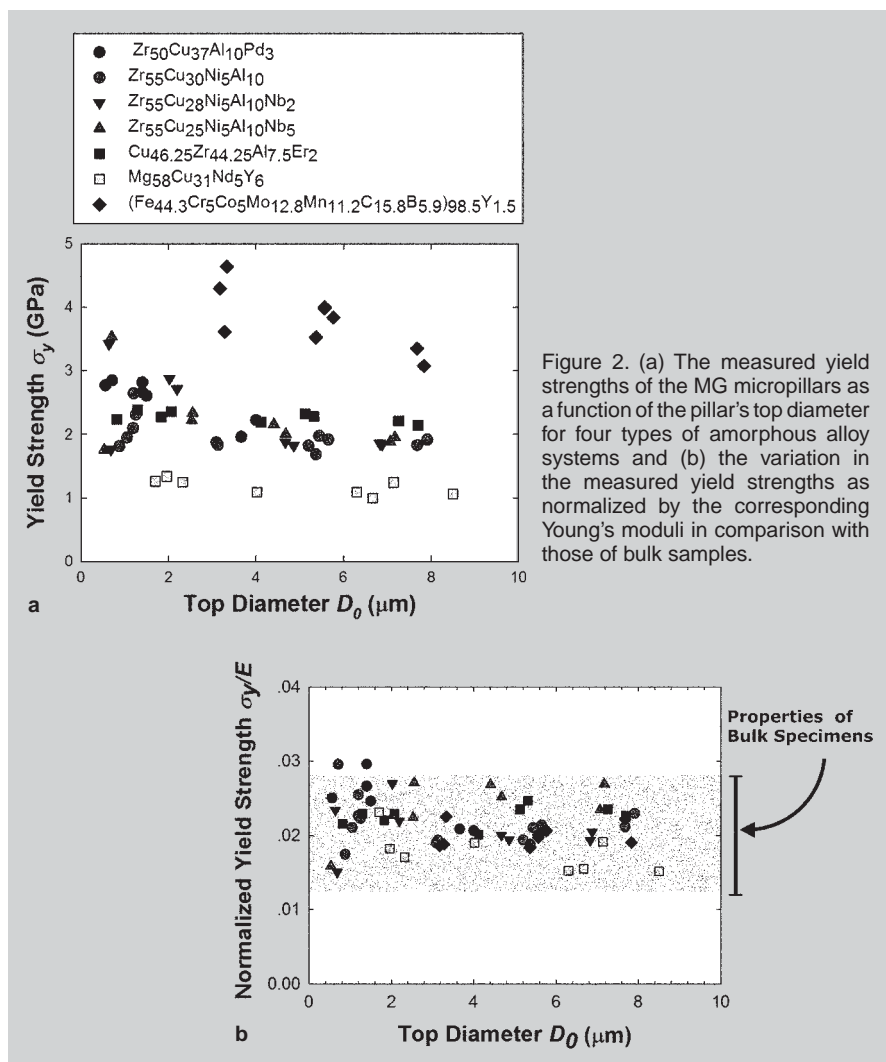 Zr50Cu37Al10Pd3
Zr55Cu30Ni5Al10
Zr55Cu28Ni5Al10Nb2
Zr55Cu25Ni5Al10Nb5
Cu46.25Zr44.25Al7.5Er2
Mg58Cu31Nd5Y6
(Fe44.3Cr5Co5Mo12.8Mn11.2C15.8B5.9)98.5Y1.5
Yield Strength σy (GPa)
5
4
3
2
1
0
0 2 4 6 8 10
Top Diameter D0 (μm)
a
Figure 2. (a) The measured yield
strengths of the MG micropillars as
a function of the pillar's top diameter
for four types of amorphous alloy
systems and (b) the variation in
the measured yield strengths as
normalized by the corresponding
Young's moduli in comparison with
those of bulk samples.
Normalized Yield Strength σy/E
.04
.03
.02
.01
0.00
0 2 4 6 8 10
Top Diameter D0 (μm)
b
Properties of
Bulk Specimens